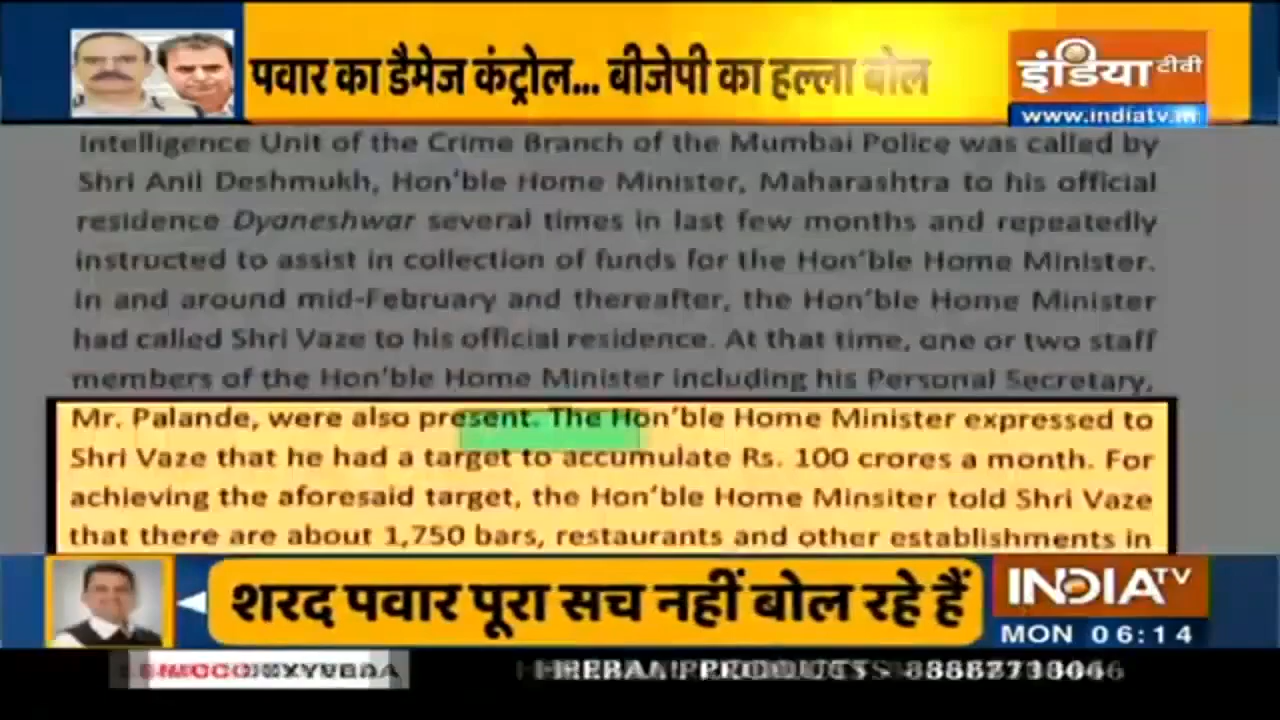 पवार का डैमेज कंट्रोल... बीजेपी का हल्ला बोल
इंडिया टीवी
www.indiatv.in
Intelligence Unit of the Crime Branch of the Mumbai Police was called by
Shri Anil Deshmukh, Hon'ble Home Minister, Maharashtra to his official
residence Dyaneshwar several times in last few months and repeatedly
instructed to assist in collection of funds for the Hon'ble Home Minister.
In and around mid-February and thereafter, the Hon'ble Home Minister
had called Shri Vaze to his official residence. At that time, one or two staff
members of the Hon'ble Home Minister including his Personal Secretary,
Mr. Palande, were also present. The Hon'ble Home Minister expressed to
Shri Vaze that he had a target to accumulate Rs. 100 crores a month. For
achieving the aforesaid target, the Hon'ble Home Minsiter told Shri Vaze
that there are about 1,750 bars, restaurants and other establishments in
शरद पवार पूरा सच नहीं बोल रहे हैं
INDIA TV
MON 06:14
HERBAL PRODUCTS -